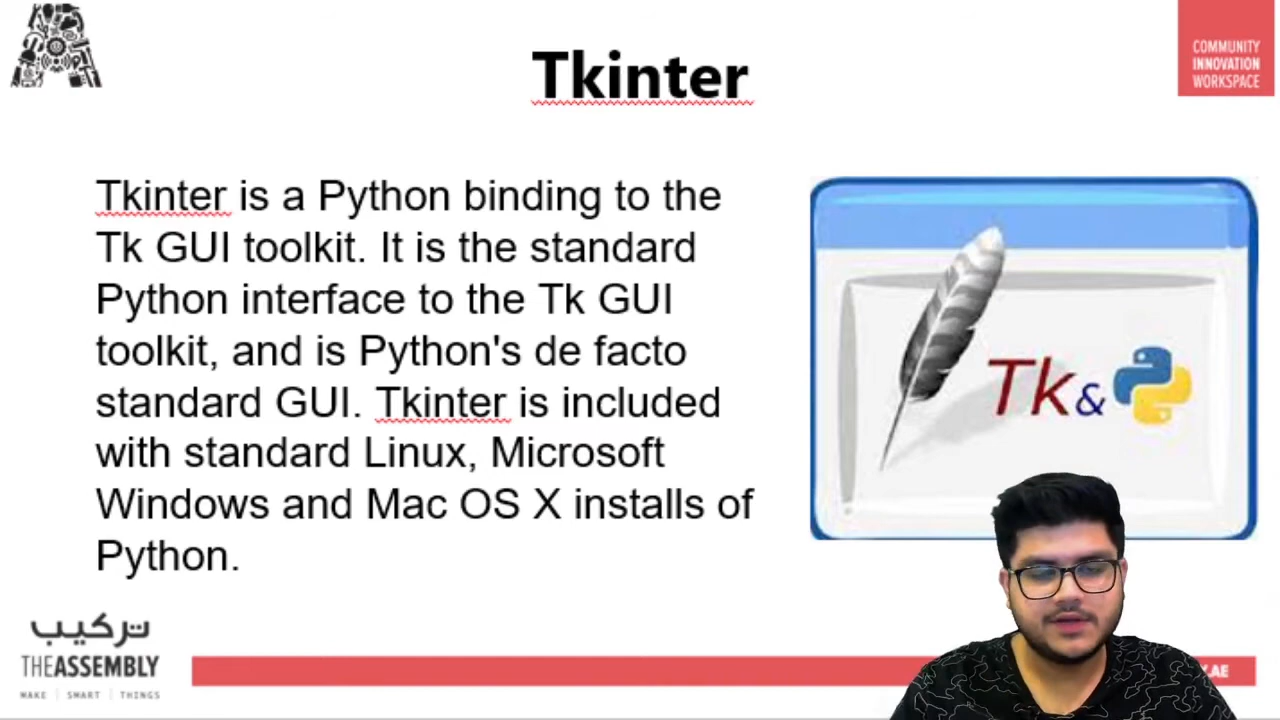 COMMUNITY
INNOVATION
WORKSPACE
Tkinter
Tkinter is a Python binding to the
Tk GUI toolkit. It is the standard
Python interface to the Tk GUI
toolkit, and is Python's de facto
standard GUI. Tkinter is included
with standard Linux, Microsoft
Windows and Mac OS X installs of
Python.
Tk&
تركيب
THEASSEMBLY
MAKE | SMART | THINGS
.AE